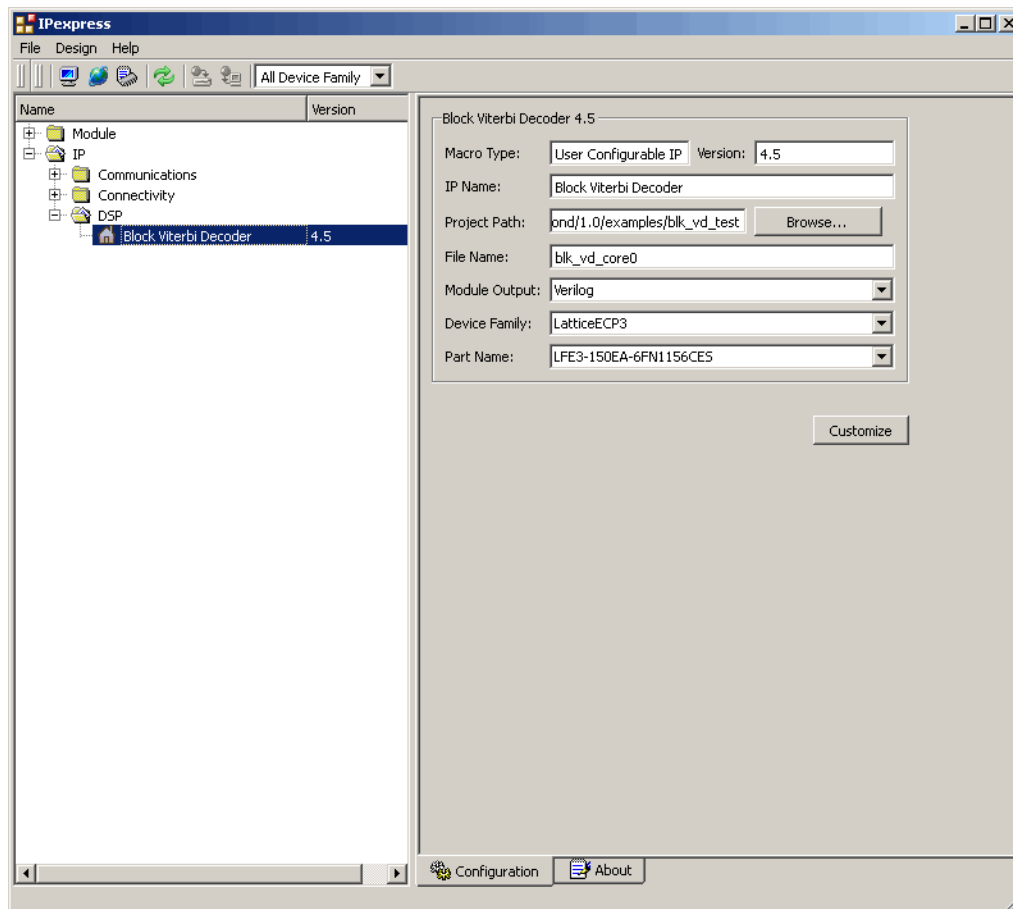 IPexpress
File Design Help
All Device Family
Name Version
Module
IP
Communications
Connectivity
DSP
Block Viterbi Decoder 4.5
Block Viterbi Decoder 4.5
Macro Type: User Configurable IP Version: 4.5
IP Name: Block Viterbi Decoder
Project Path: ond/1.0/examples/blk_vd_test Browse...
File Name: blk_vd_core0
Module Output: Verilog
Device Family: LatticeECP3
Part Name: LFE3-150EA-6FN1156CES
Customize
Configuration About